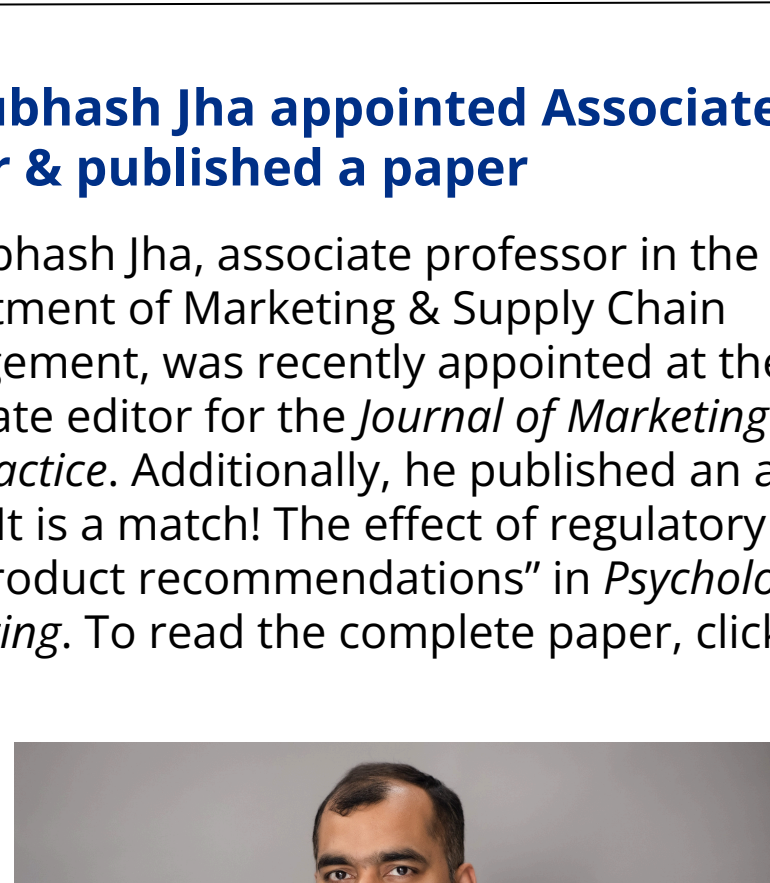 ubhash Jha appointed Associate
r & published a paper
bhash Jha, associate professor in the
tment of Marketing & Supply Chain
gement, was recently appointed at the
ate editor for the Journal of Marketing
actice. Additionally, he published an a
It is a match! The effect of regulatory
roduct recommendations” in Psycholo
ing. To read the complete paper, click